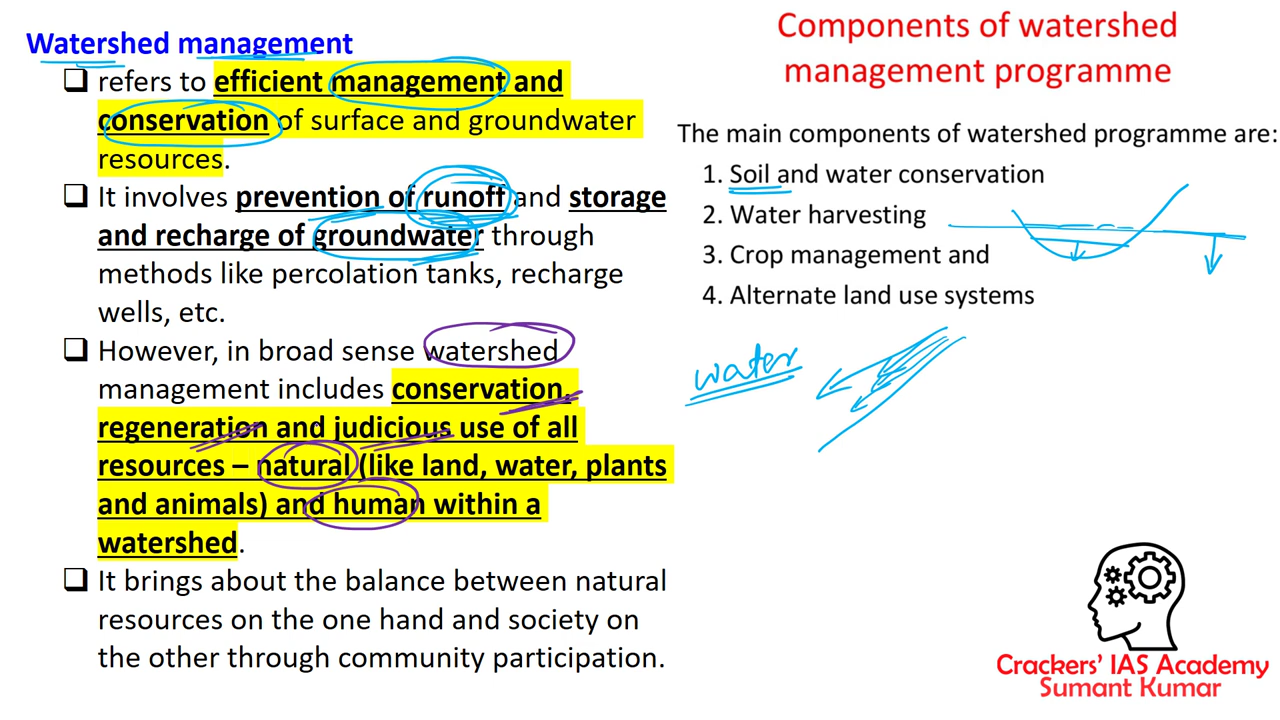 Watershed management
refers to efficient management and
conservation of surface and groundwater
resources.
It involves prevention of runoff and storage
and recharge of groundwater through
methods like percolation tanks, recharge
wells, etc.
However, in broad sense watershed
management includes conservation,
regeneration and judicious use of all
resources – natural (like land, water, plants
and animals) and human within a
watershed.
It brings about the balance between natural
resources on the one hand and society on
the other through community participation.
Components of watershed
management programme
The main components of watershed programme are:
1. Soil and water conservation
2. Water harvesting
3. Crop management and
4. Alternate land use systems
water
Crackers' IAS Academy
Sumant Kumar